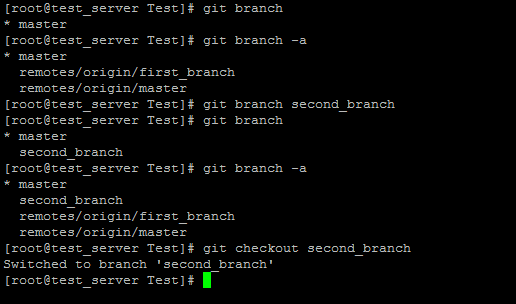 [root@test_server Test]# git branch
* master
[root@test_server Test]# git branch -a
* master
  remotes/origin/first_branch
  remotes/origin/master
[root@test_server Test]# git branch second_branch
[root@test_server Test]# git branch
* master
  second_branch
[root@test_server Test]# git branch -a
* master
  second_branch
  remotes/origin/first_branch
  remotes/origin/master
[root@test_server Test]# git checkout second_branch
Switched to branch 'second_branch'
[root@test_server Test]#